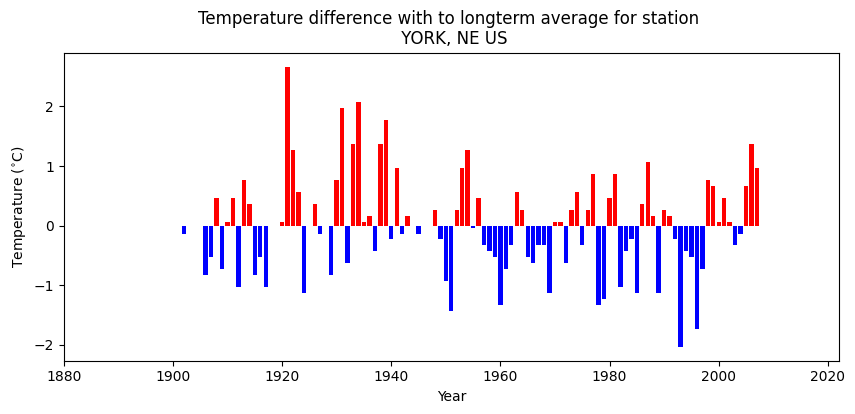 Temperature difference with to longterm average for station
YORK, NE US
Temperature (°C)
2
1
0
−1
−2
1880 1900 1920 1940 1960 1980 2000 2020
Year